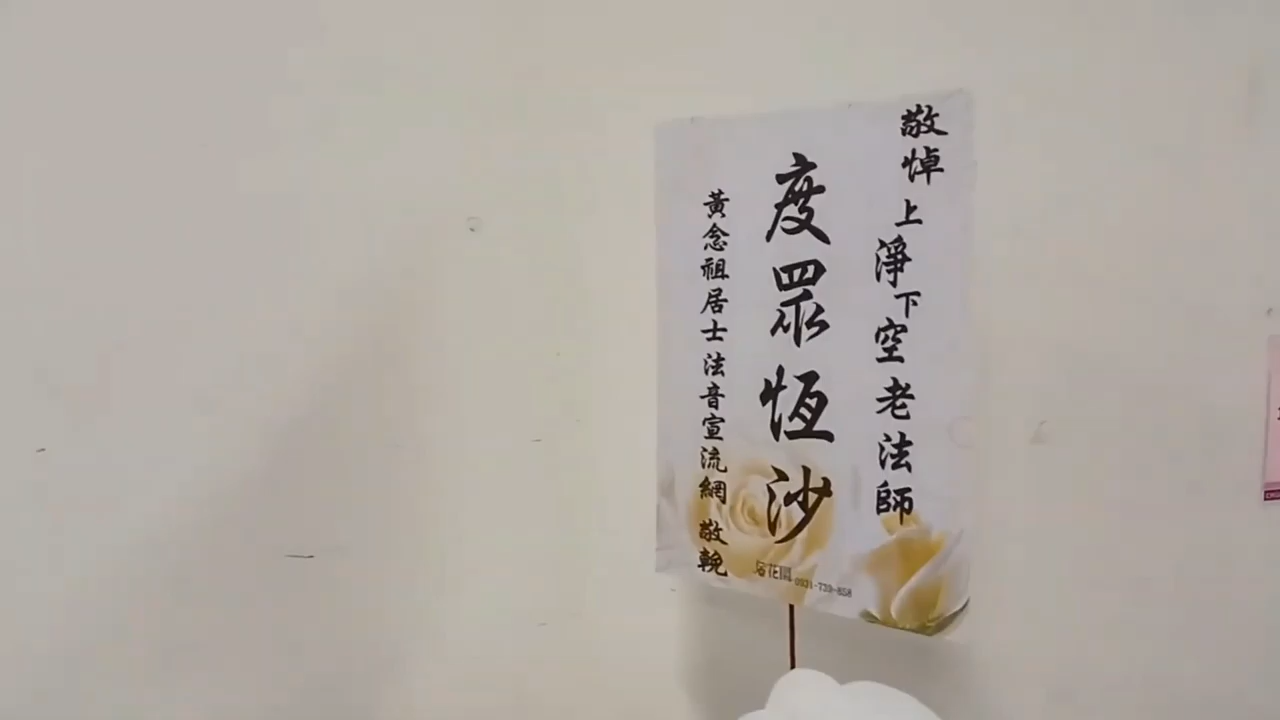 敬悼上淨下空老法師
度眾恆沙
黃念祖居士法音宣流網 敬輓